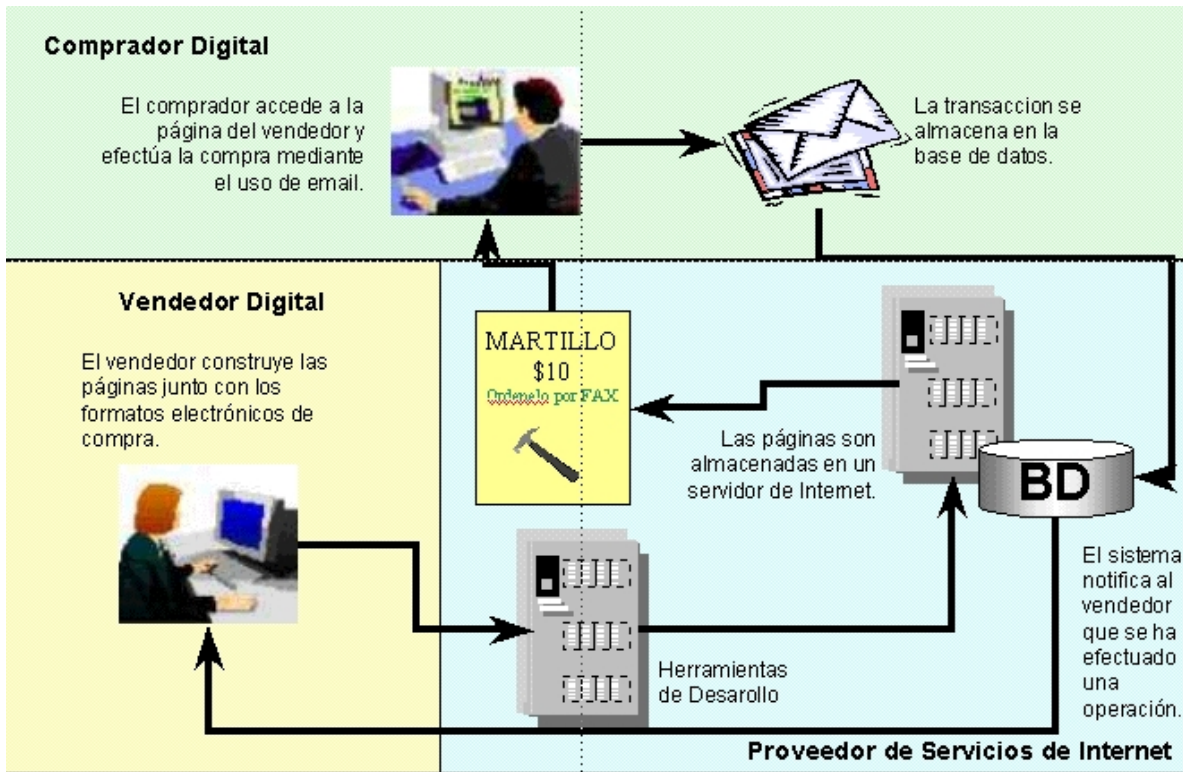 Comprador Digital
El comprador accede a la
página del vendedor y
efectúa la compra mediante
el uso de email.
La transaccion se
almacena en la
base de datos.
Vendedor Digital
El vendedor construye las
páginas junto con los
formatos electrónicos de
compra.
MARTILLO
$10
Ordenelo por FAX
Las páginas son
almacenadas en un
servidor de Internet.
BD
El sistema
notifica al
vendedor
que se ha
efectuado
una
operación.
Herramientas
de Desarollo
Proveedor de Servicios de Internet